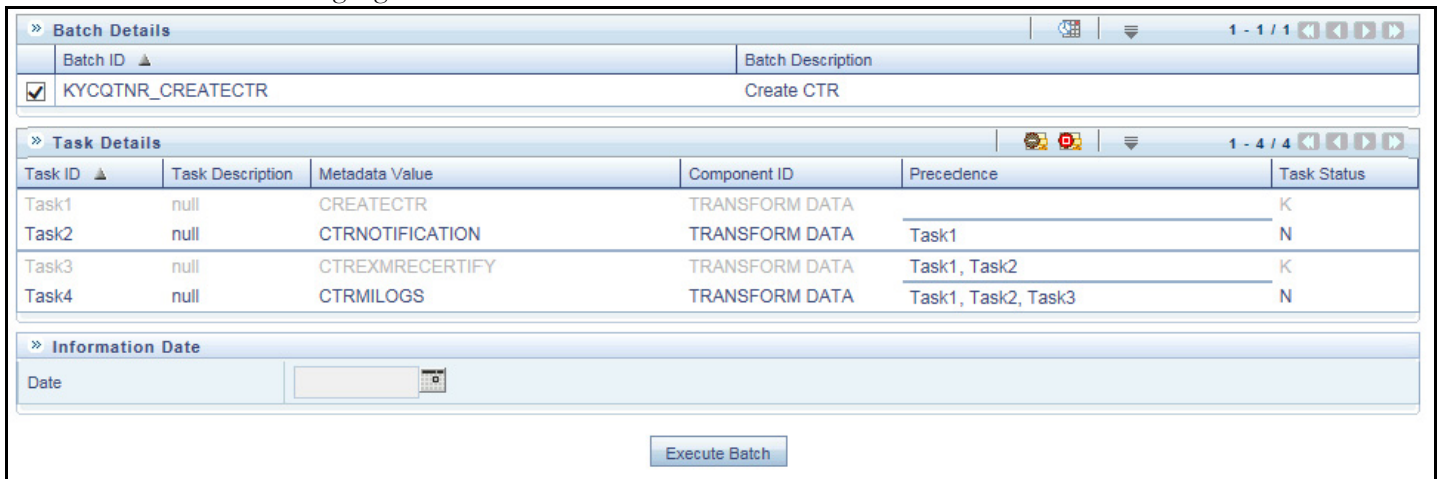 Batch Details 1 - 1 / 1
Batch ID Batch Description
KYCQTNR_CREATECTR Create CTR
Task Details 1 - 4 / 4
Task ID Task Description Metadata Value Component ID Precedence Task Status
Task1 null CREATECTR TRANSFORM DATA K
Task2 null CTRNOTIFICATION TRANSFORM DATA Task1 N
Task3 null CTREXMRECERTIFY TRANSFORM DATA Task1, Task2 K
Task4 null CTRMILOGS TRANSFORM DATA Task1, Task2, Task3 N
Information Date
Date
Execute Batch